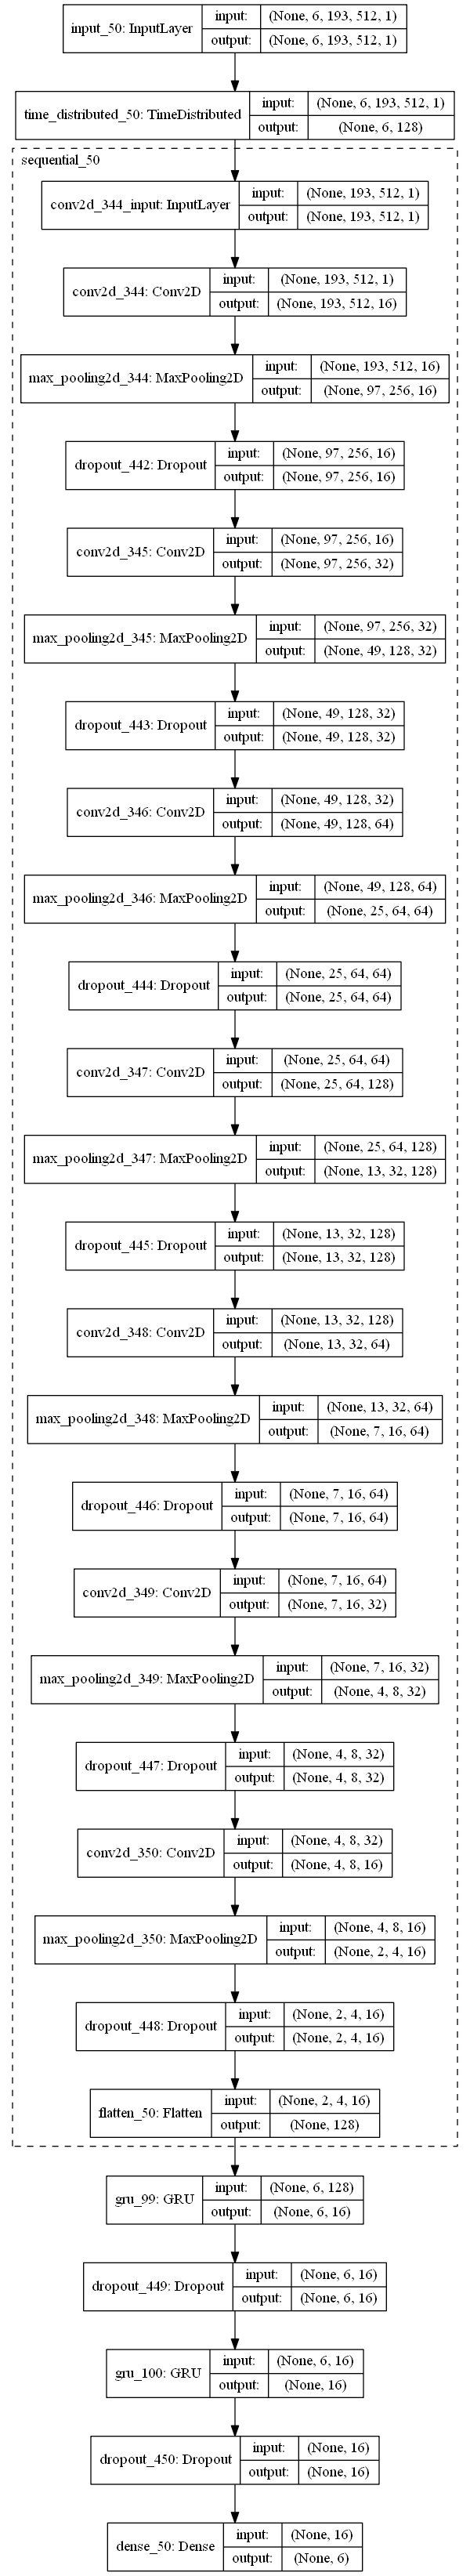 input_50: InputLayer
input: (None, 6, 193, 512, 1)
output: (None, 6, 193, 512, 1)
time_distributed_50: TimeDistributed
input: (None, 6, 193, 512, 1)
output: (None, 6, 128)
sequential_50
conv2d_344_input: InputLayer
input: (None, 193, 512, 1)
output: (None, 193, 512, 1)
conv2d_344: Conv2D
input: (None, 193, 512, 1)
output: (None, 193, 512, 16)
max_pooling2d_344: MaxPooling2D
input: (None, 193, 512, 16)
output: (None, 97, 256, 16)
dropout_442: Dropout
input: (None, 97, 256, 16)
output: (None, 97, 256, 16)
conv2d_345: Conv2D
input: (None, 97, 256, 16)
output: (None, 97, 256, 32)
max_pooling2d_345: MaxPooling2D
input: (None, 97, 256, 32)
output: (None, 49, 128, 32)
dropout_443: Dropout
input: (None, 49, 128, 32)
output: (None, 49, 128, 32)
conv2d_346: Conv2D
input: (None, 49, 128, 32)
output: (None, 49, 128, 64)
max_pooling2d_346: MaxPooling2D
input: (None, 49, 128, 64)
output: (None, 25, 64, 64)
dropout_444: Dropout
input: (None, 25, 64, 64)
output: (None, 25, 64, 64)
conv2d_347: Conv2D
input: (None, 25, 64, 64)
output: (None, 25, 64, 128)
max_pooling2d_347: MaxPooling2D
input: (None, 25, 64, 128)
output: (None, 13, 32, 128)
dropout_445: Dropout
input: (None, 13, 32, 128)
output: (None, 13, 32, 128)
conv2d_348: Conv2D
input: (None, 13, 32, 128)
output: (None, 13, 32, 64)
max_pooling2d_348: MaxPooling2D
input: (None, 13, 32, 64)
output: (None, 7, 16, 64)
dropout_446: Dropout
input: (None, 7, 16, 64)
output: (None, 7, 16, 64)
conv2d_349: Conv2D
input: (None, 7, 16, 64)
output: (None, 7, 16, 32)
max_pooling2d_349: MaxPooling2D
input: (None, 7, 16, 32)
output: (None, 4, 8, 32)
dropout_447: Dropout
input: (None, 4, 8, 32)
output: (None, 4, 8, 32)
conv2d_350: Conv2D
input: (None, 4, 8, 32)
output: (None, 4, 8, 16)
max_pooling2d_350: MaxPooling2D
input: (None, 4, 8, 16)
output: (None, 2, 4, 16)
dropout_448: Dropout
input: (None, 2, 4, 16)
output: (None, 2, 4, 16)
flatten_50: Flatten
input: (None, 2, 4, 16)
output: (None, 128)
gru_99: GRU
input: (None, 6, 128)
output: (None, 6, 16)
dropout_449: Dropout
input: (None, 6, 16)
output: (None, 6, 16)
gru_100: GRU
input: (None, 6, 16)
output: (None, 16)
dropout_450: Dropout
input: (None, 16)
output: (None, 16)
dense_50: Dense
input: (None, 16)
output: (None, 6)